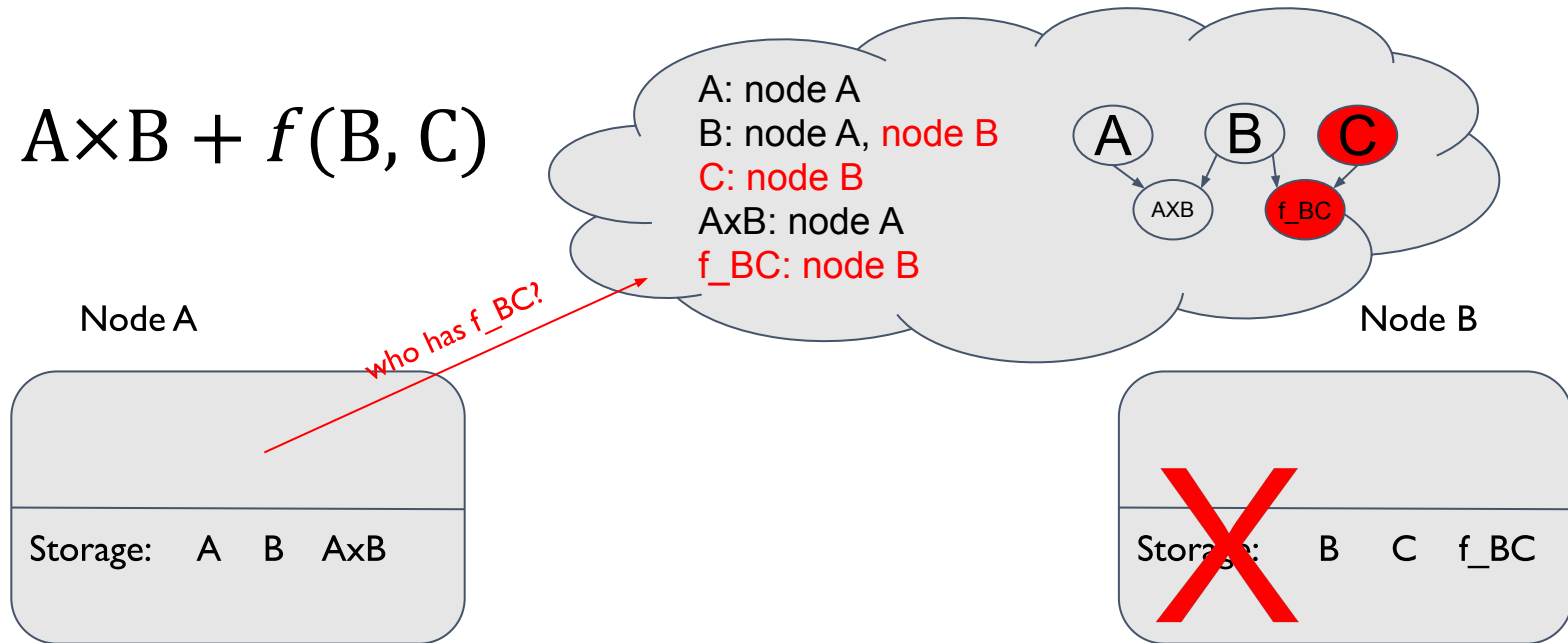 A×B + f(B, C)
A: node A
B: node A, node B
C: node B
AxB: node A
f_BC: node B
A B C
AXB f_BC
who has f_BC?
Node A
Node B
Storage: A B AxB
Storage: B C f_BC
X